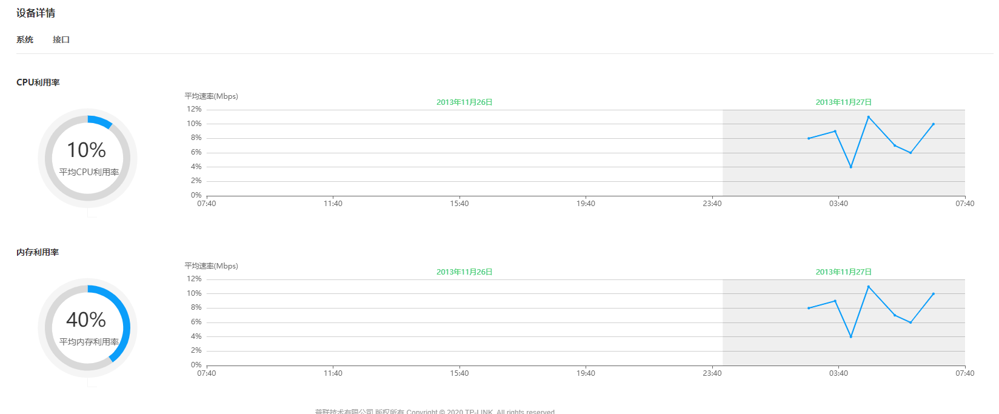 设备详情
系统 接口
CPU利用率
平均速率(Mbps)
2013年11月26日 2013年11月27日
12%
10%
8%
6%
4%
2%
0%
10%
平均CPU利用率
07:40 11:40 15:40 19:40 23:40 03:40 07:40
内存利用率
平均速率(Mbps)
2013年11月26日 2013年11月27日
12%
10%
8%
6%
4%
2%
0%
40%
平均内存利用率
07:40 11:40 15:40 19:40 23:40 03:40 07:40
普联技术有限公司 版权所有 Copyright © 2020 TP-LINK. All rights reserved